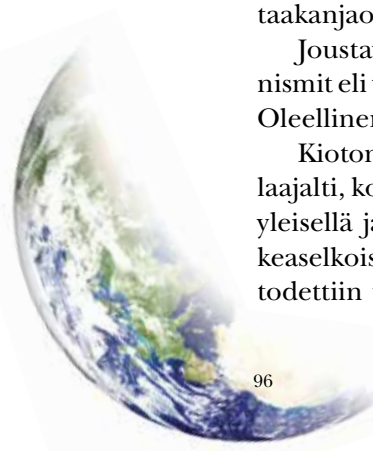 taakanjao
Jousta
nismit eli
Oleellinen
Kioton
laajalti, ko
yleisellä ja
keaselkois
todettiin
96